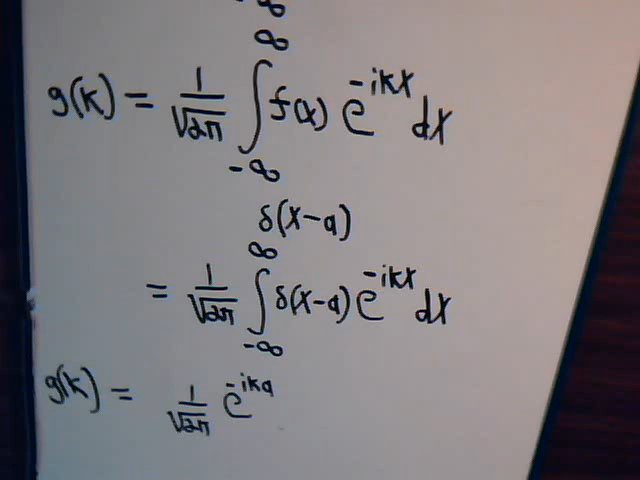 -∞
g(k) = 1/√2π ∫_{-∞}^{∞} f(x) e^{-ikx} dx
δ(x-a)
= 1/√2π ∫_{-∞}^{∞} δ(x-a) e^{-ikx} dx
g(k) = 1/√2π e^{-ika}